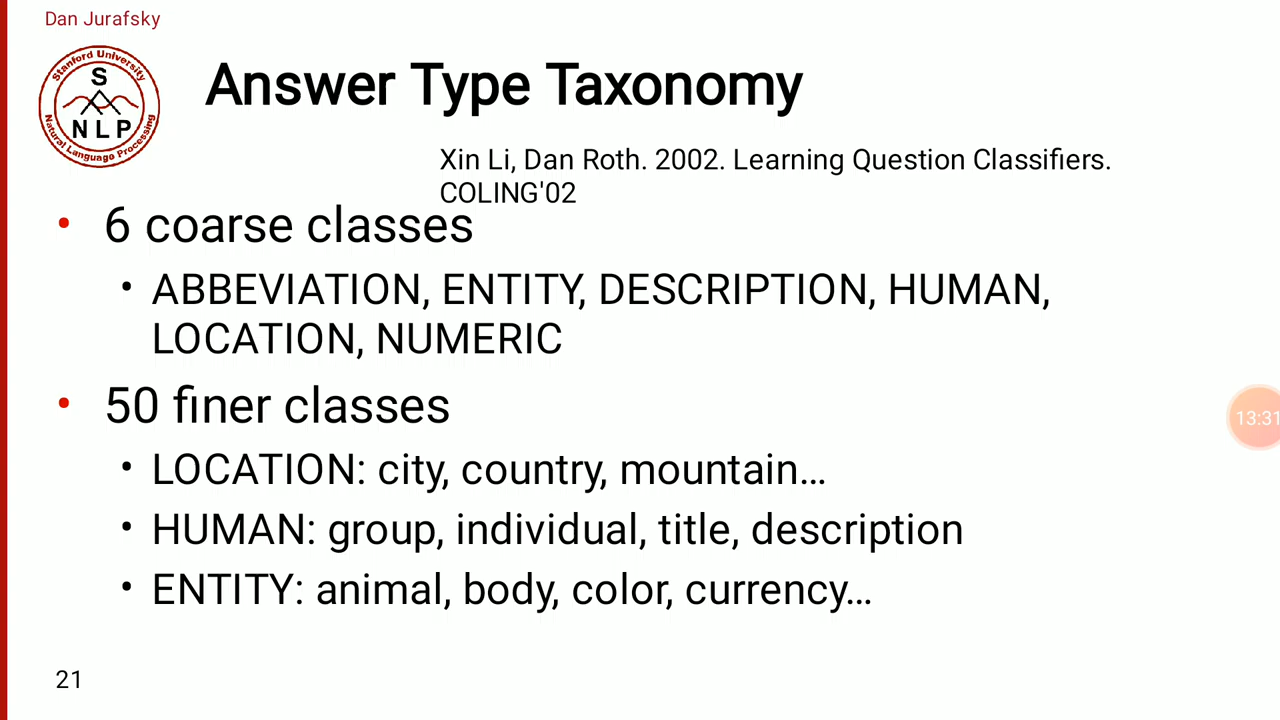 Dan Jurafsky
Stanford University
S
N L P
Natural Language Processing
Answer Type Taxonomy
Xin Li, Dan Roth. 2002. Learning Question Classifiers.
COLING'02
• 6 coarse classes
• ABBEVIATION, ENTITY, DESCRIPTION, HUMAN,
LOCATION, NUMERIC
• 50 finer classes
• LOCATION: city, country, mountain…
• HUMAN: group, individual, title, description
• ENTITY: animal, body, color, currency…
13:31
21